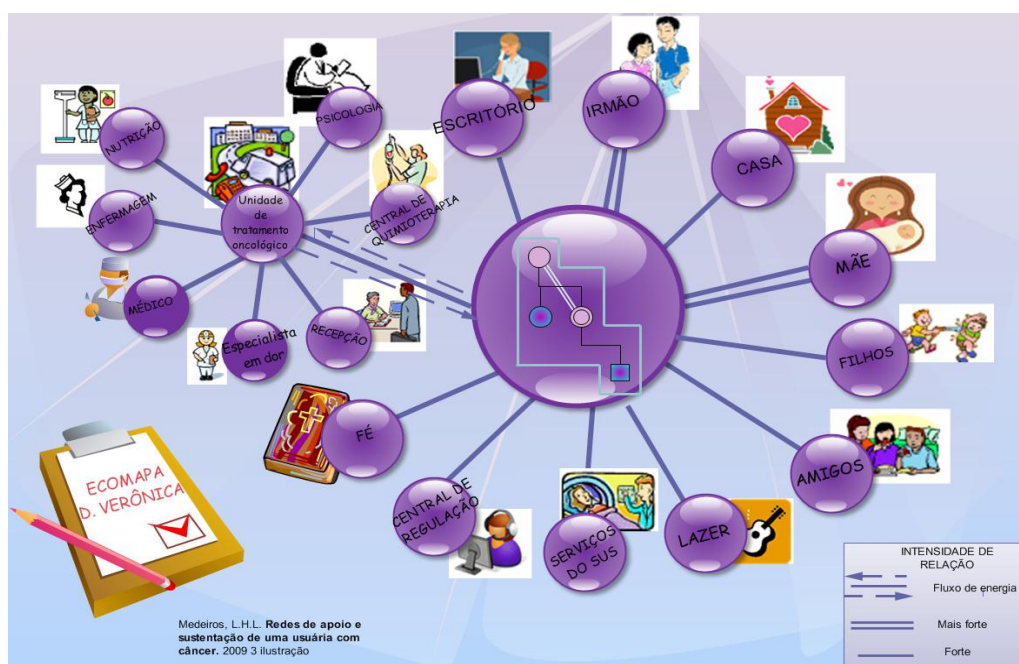 NUTRIÇÃO
PSICOLOGIA
ENFERMAGEM
Unidade
de
tratamento
oncológico
CENTRAL DE
QUIMIOTERAPIA
MÉDICO
Especialista
em dor
RECEPÇÃO
ESCRITÓRIO
IRMÃO
CASA
MÃE
FILHOS
AMIGOS
LAZER
SERVIÇOS
DO SUS
CENTRAL DE
REGULAÇÃO
FÉ
ECOMAPA
D. VERÔNICA
Medeiros, L.H.L. Redes de apoio e
sustentação de uma usuária com
câncer. 2009 3 ilustração
INTENSIDADE DE
RELAÇÃO
Fluxo de energia
Mais forte
Forte